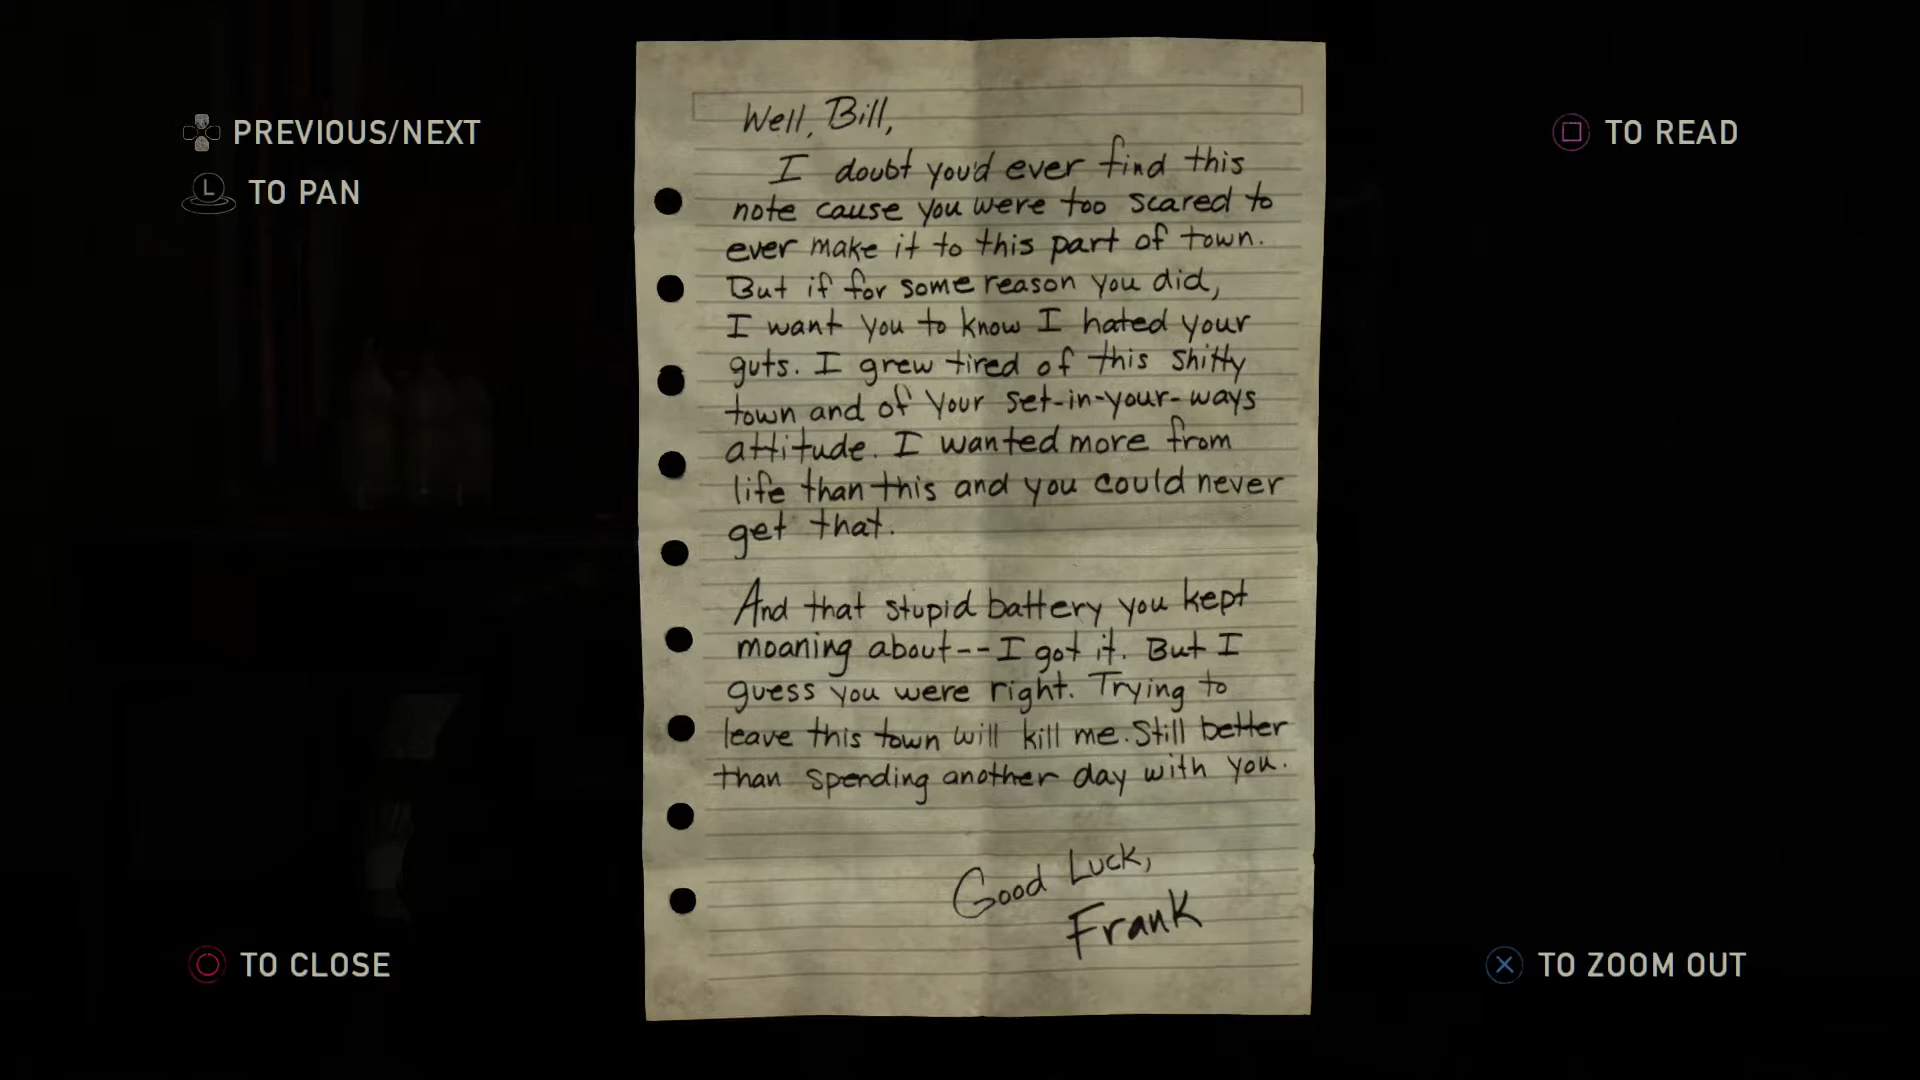 PREVIOUS/NEXT
L TO PAN
TO READ
Well, Bill,
I doubt you'd ever find this
note cause you were too scared to
ever make it to this part of town.
But if for some reason you did,
I want you to know I hated your
guts. I grew tired of this shitty
town and of your set-in-your-ways
attitude. I wanted more from
life than this and you could never
get that.
And that stupid battery you kept
moaning about--I got it. But I
guess you were right. Trying to
leave this town will kill me. Still better
than spending another day with you.
Good Luck,
Frank
TO CLOSE
TO ZOOM OUT